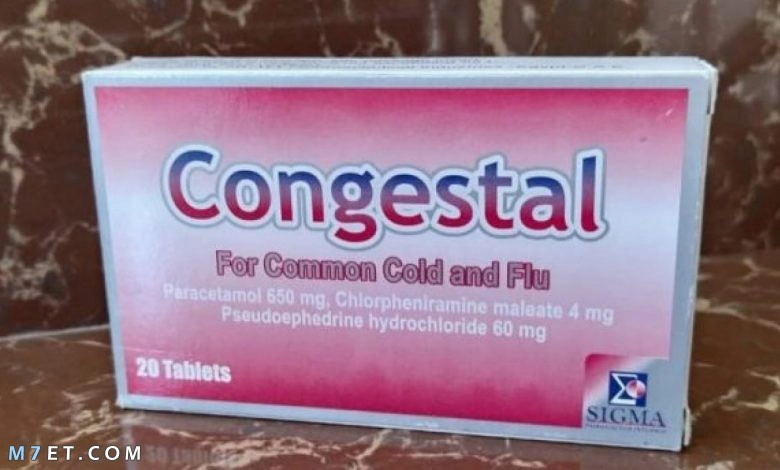 Congestal
For Common Cold and Flu
Paracetamol 650 mg, Chlorpheniramine maleate 4 mg
Pseudoephedrine hydrochloride 60 mg
20 Tablets
SIGMA
M7ET.COM